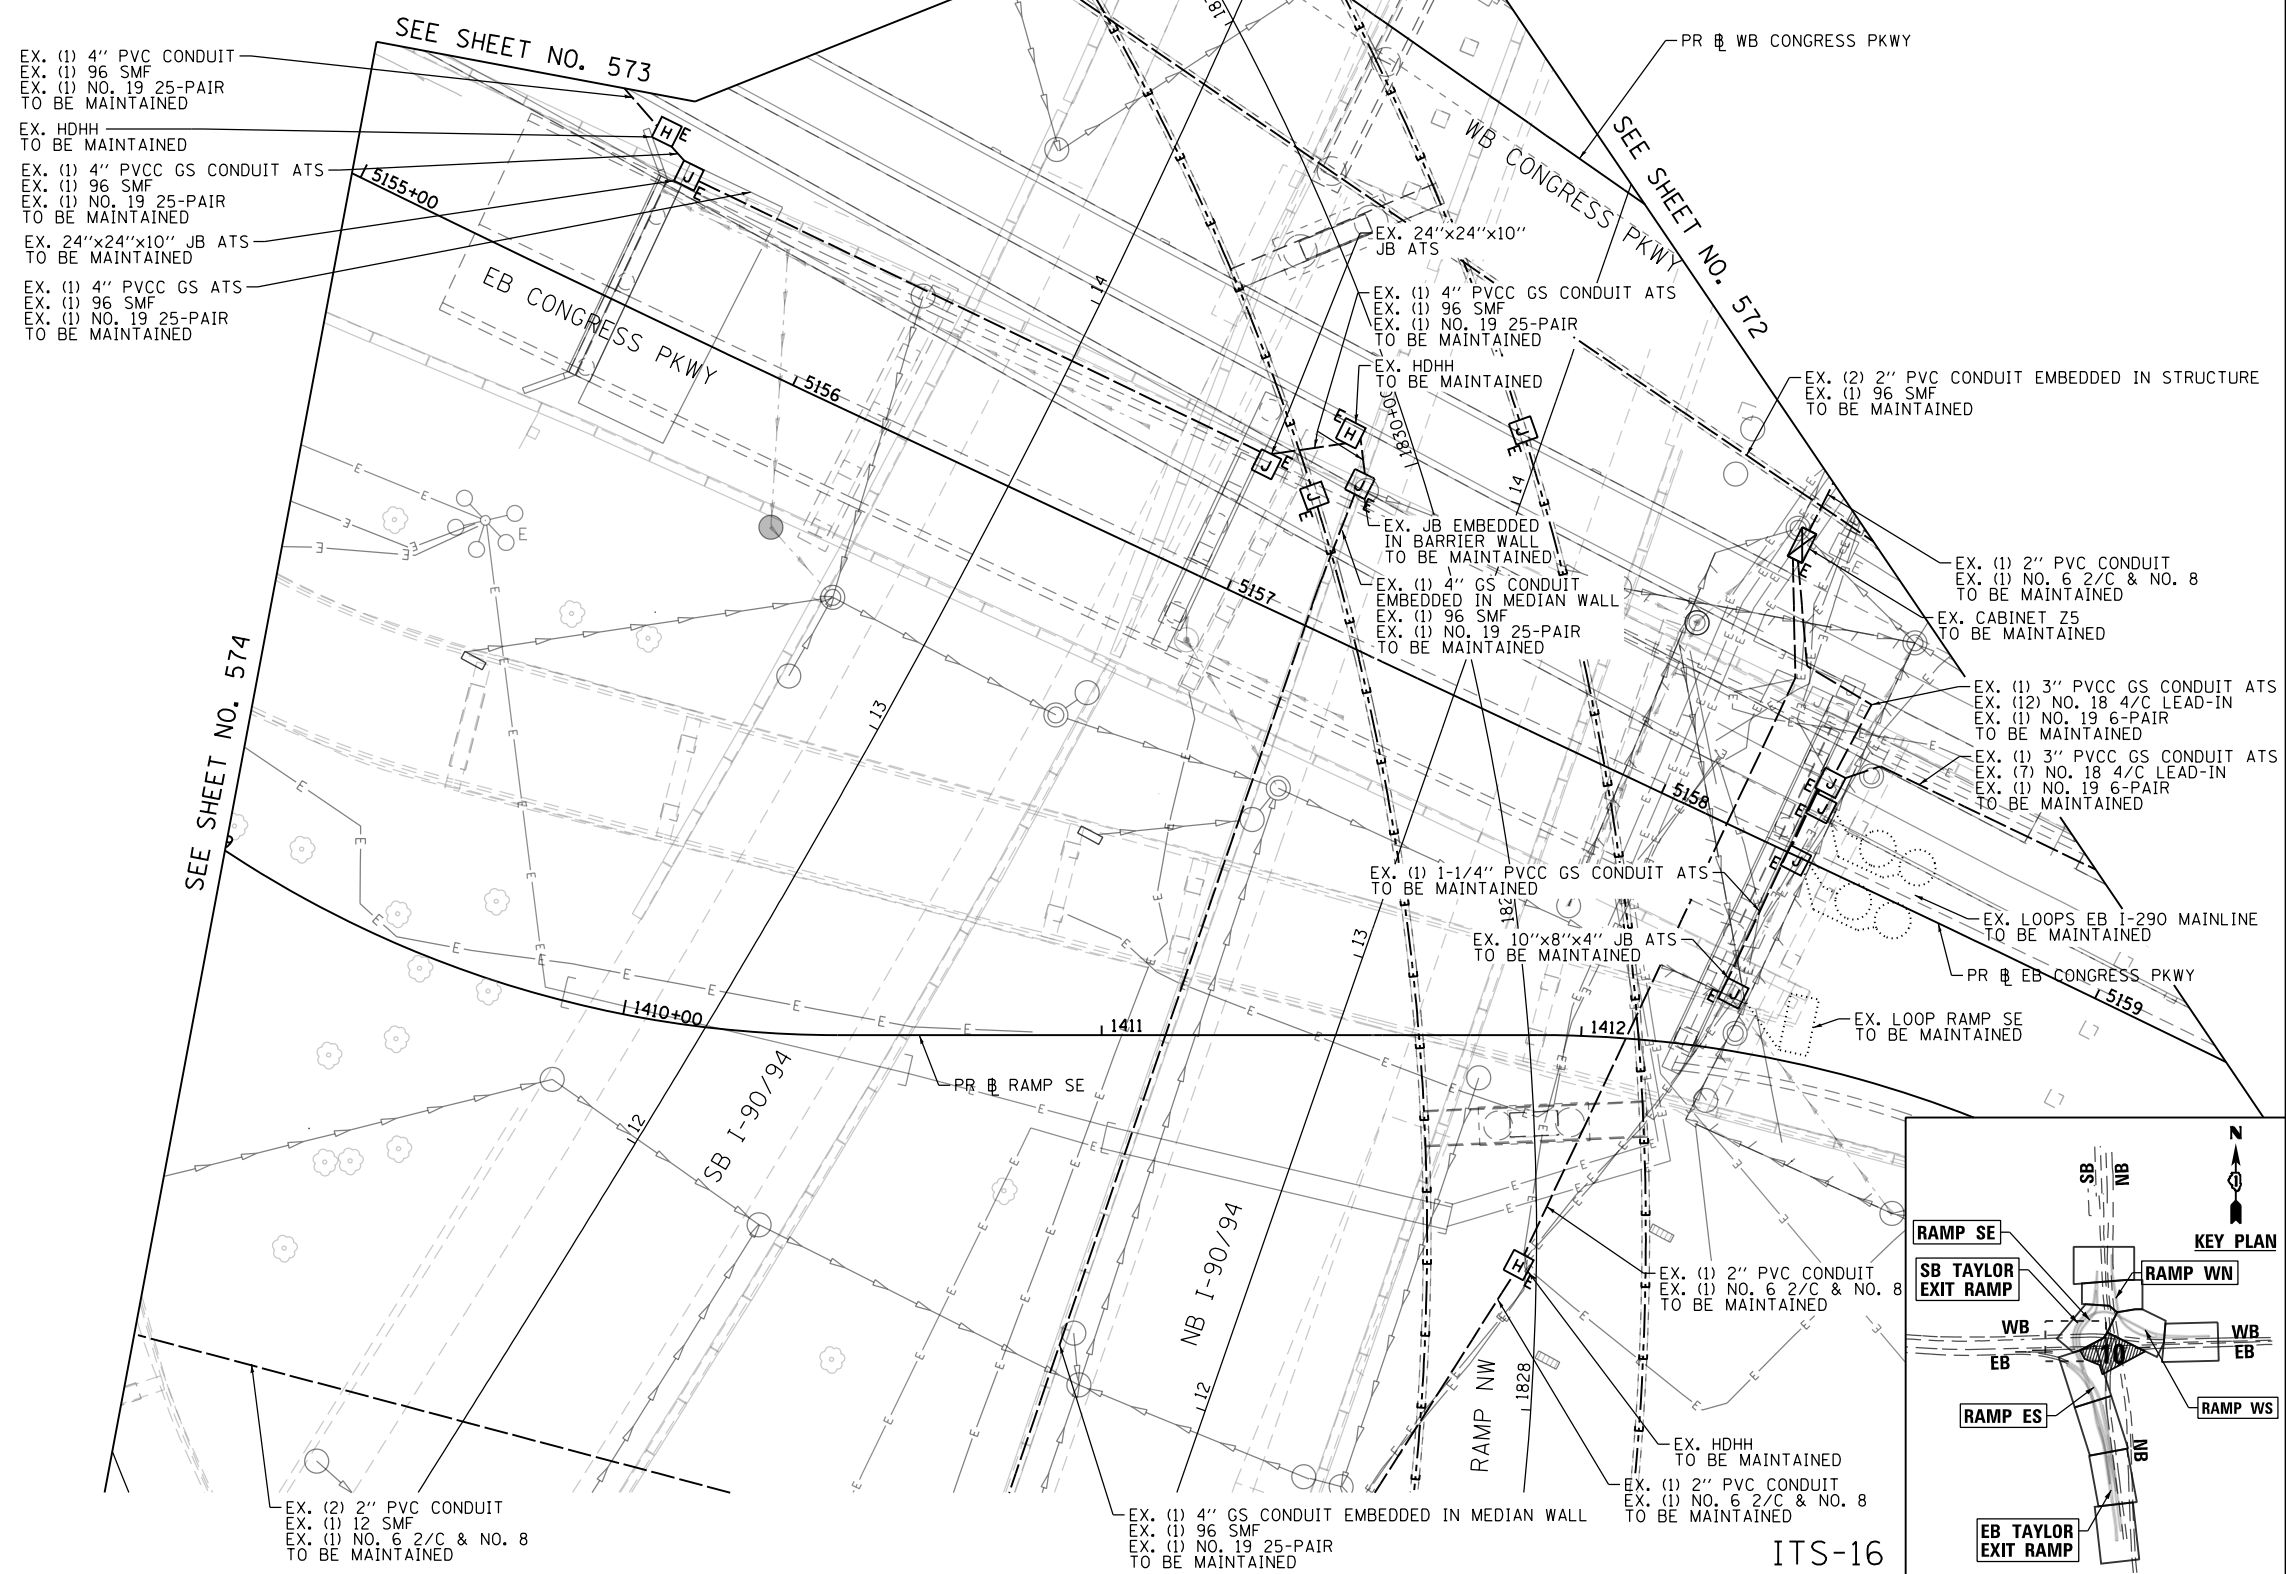 SEE SHEET NO. 573
EX. (1) 4" PVC CONDUIT
EX. (1) 96 SMF
EX. (1) NO. 19 25-PAIR
TO BE MAINTAINED
EX. HDHH
TO BE MAINTAINED
EX. (1) 4" PVCC GS CONDUIT ATS
EX. (1) 96 SMF
EX. (1) NO. 19 25-PAIR
TO BE MAINTAINED
EX. 24"x24"x10" JB ATS
TO BE MAINTAINED
EX. (1) 4" PVCC GS ATS
EX. (1) 96 SMF
EX. (1) NO. 19 25-PAIR
TO BE MAINTAINED
5155+00
EB CONGRESS PKWY
5156
14
PR BL WB CONGRESS PKWY
WB CONGRESS PKWY
SEE SHEET NO. 572
EX. 24"x24"x10"
JB ATS
EX. (1) 4" PVCC GS CONDUIT ATS
EX. (1) 96 SMF
EX. (1) NO. 19 25-PAIR
TO BE MAINTAINED
EX. HDHH
TO BE MAINTAINED
1830+00
14
EX. (2) 2" PVC CONDUIT EMBEDDED IN STRUCTURE
EX. (1) 96 SMF
TO BE MAINTAINED
EX. JB EMBEDDED
IN BARRIER WALL
TO BE MAINTAINED
5157
EX. (1) 4" GS CONDUIT
EMBEDDED IN MEDIAN WALL
EX. (1) 96 SMF
EX. (1) NO. 19 25-PAIR
TO BE MAINTAINED
EX. (1) 2" PVC CONDUIT
EX. (1) NO. 6 2/C & NO. 8
TO BE MAINTAINED
EX. CABINET Z5
TO BE MAINTAINED
SEE SHEET NO. 574
13
EX. (1) 3" PVCC GS CONDUIT ATS
EX. (12) NO. 18 4/C LEAD-IN
EX. (1) NO. 19 6-PAIR
TO BE MAINTAINED
EX. (1) 3" PVCC GS CONDUIT ATS
EX. (7) NO. 18 4/C LEAD-IN
EX. (1) NO. 19 6-PAIR
TO BE MAINTAINED
5158
EX. (1) 1-1/4" PVCC GS CONDUIT ATS
TO BE MAINTAINED
13
EX. 10"x8"x4" JB ATS
TO BE MAINTAINED
EX. LOOPS EB I-290 MAINLINE
TO BE MAINTAINED
PR BL EB CONGRESS PKWY
5159
EX. LOOP RAMP SE
TO BE MAINTAINED
1410+00
1411
1412
PR BL RAMP SE
12
SB I-90/94
NB I-90/94
12
RAMP NW
1828
EX. (1) 2" PVC CONDUIT
EX. (1) NO. 6 2/C & NO. 8
TO BE MAINTAINED
EX. HDHH
TO BE MAINTAINED
EX. (1) 2" PVC CONDUIT
EX. (1) NO. 6 2/C & NO. 8
TO BE MAINTAINED
EX. (2) 2" PVC CONDUIT
EX. (1) 12 SMF
EX. (1) NO. 6 2/C & NO. 8
TO BE MAINTAINED
EX. (1) 4" GS CONDUIT EMBEDDED IN MEDIAN WALL
EX. (1) 96 SMF
EX. (1) NO. 19 25-PAIR
TO BE MAINTAINED
ITS-16
N
KEY PLAN
SB
NB
RAMP SE
SB TAYLOR
EXIT RAMP
RAMP WN
WB
EB
10
WB
EB
RAMP ES
RAMP WS
NB
EB TAYLOR
EXIT RAMP